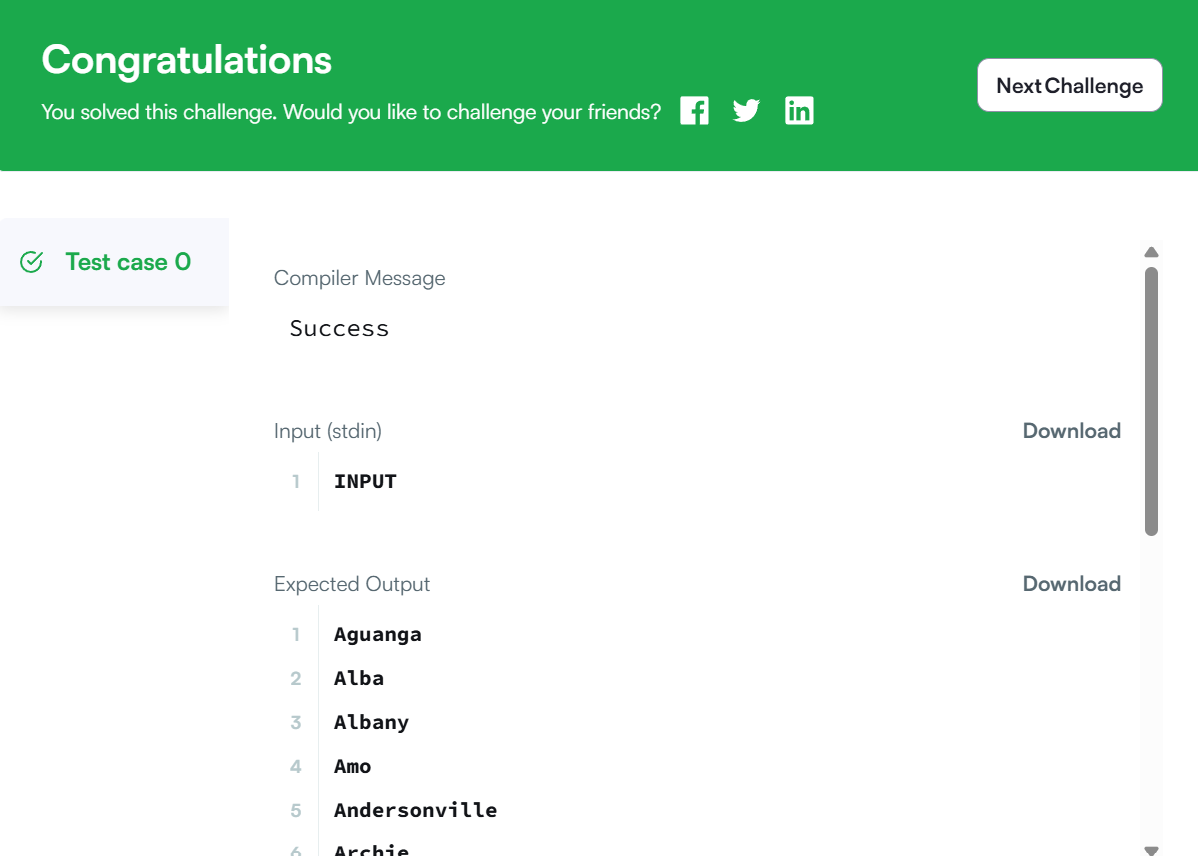 Congratulations
You solved this challenge. Would you like to challenge your friends?
Next Challenge
Test case 0
Compiler Message
Success
Input (stdin)
Download
1 INPUT
Expected Output
Download
1 Aguanga
2 Alba
3 Albany
4 Amo
5 Andersonville
6 Archie